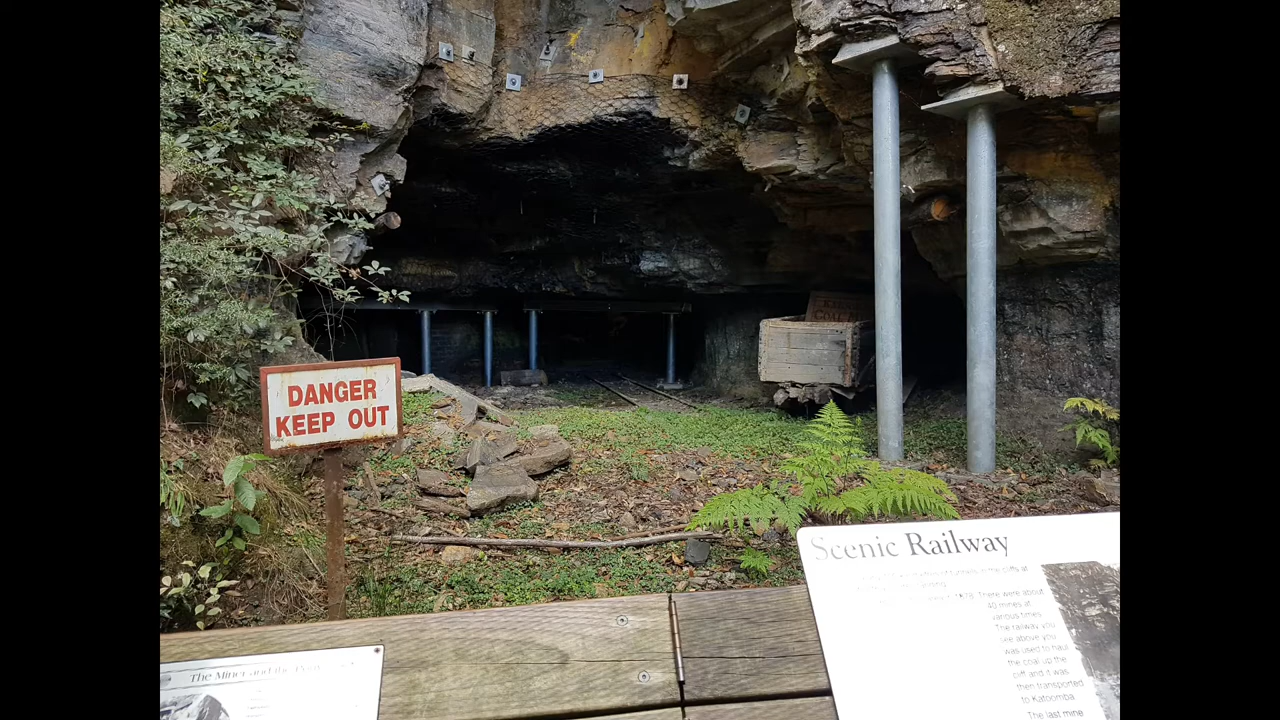 DANGER
KEEP OUT
COAL
Scenic Railway
There were about
40 mines at
various times.
The railway you
see above you
was used to haul
the coal up the
cliff and it was
then transported
to Katoomba.
The last mine
The Miner and the